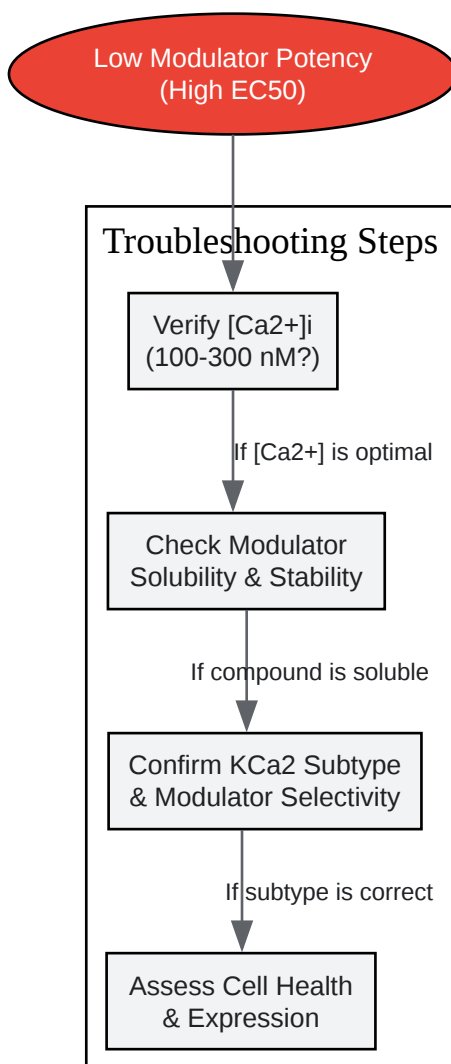 Low Modulator Potency
(High EC50)
Troubleshooting Steps
Verify [Ca2+]i
(100-300 nM?)
If [Ca2+] is optimal
Check Modulator
Solubility & Stability
If compound is soluble
Confirm KCa2 Subtype
& Modulator Selectivity
If subtype is correct
Assess Cell Health
& Expression